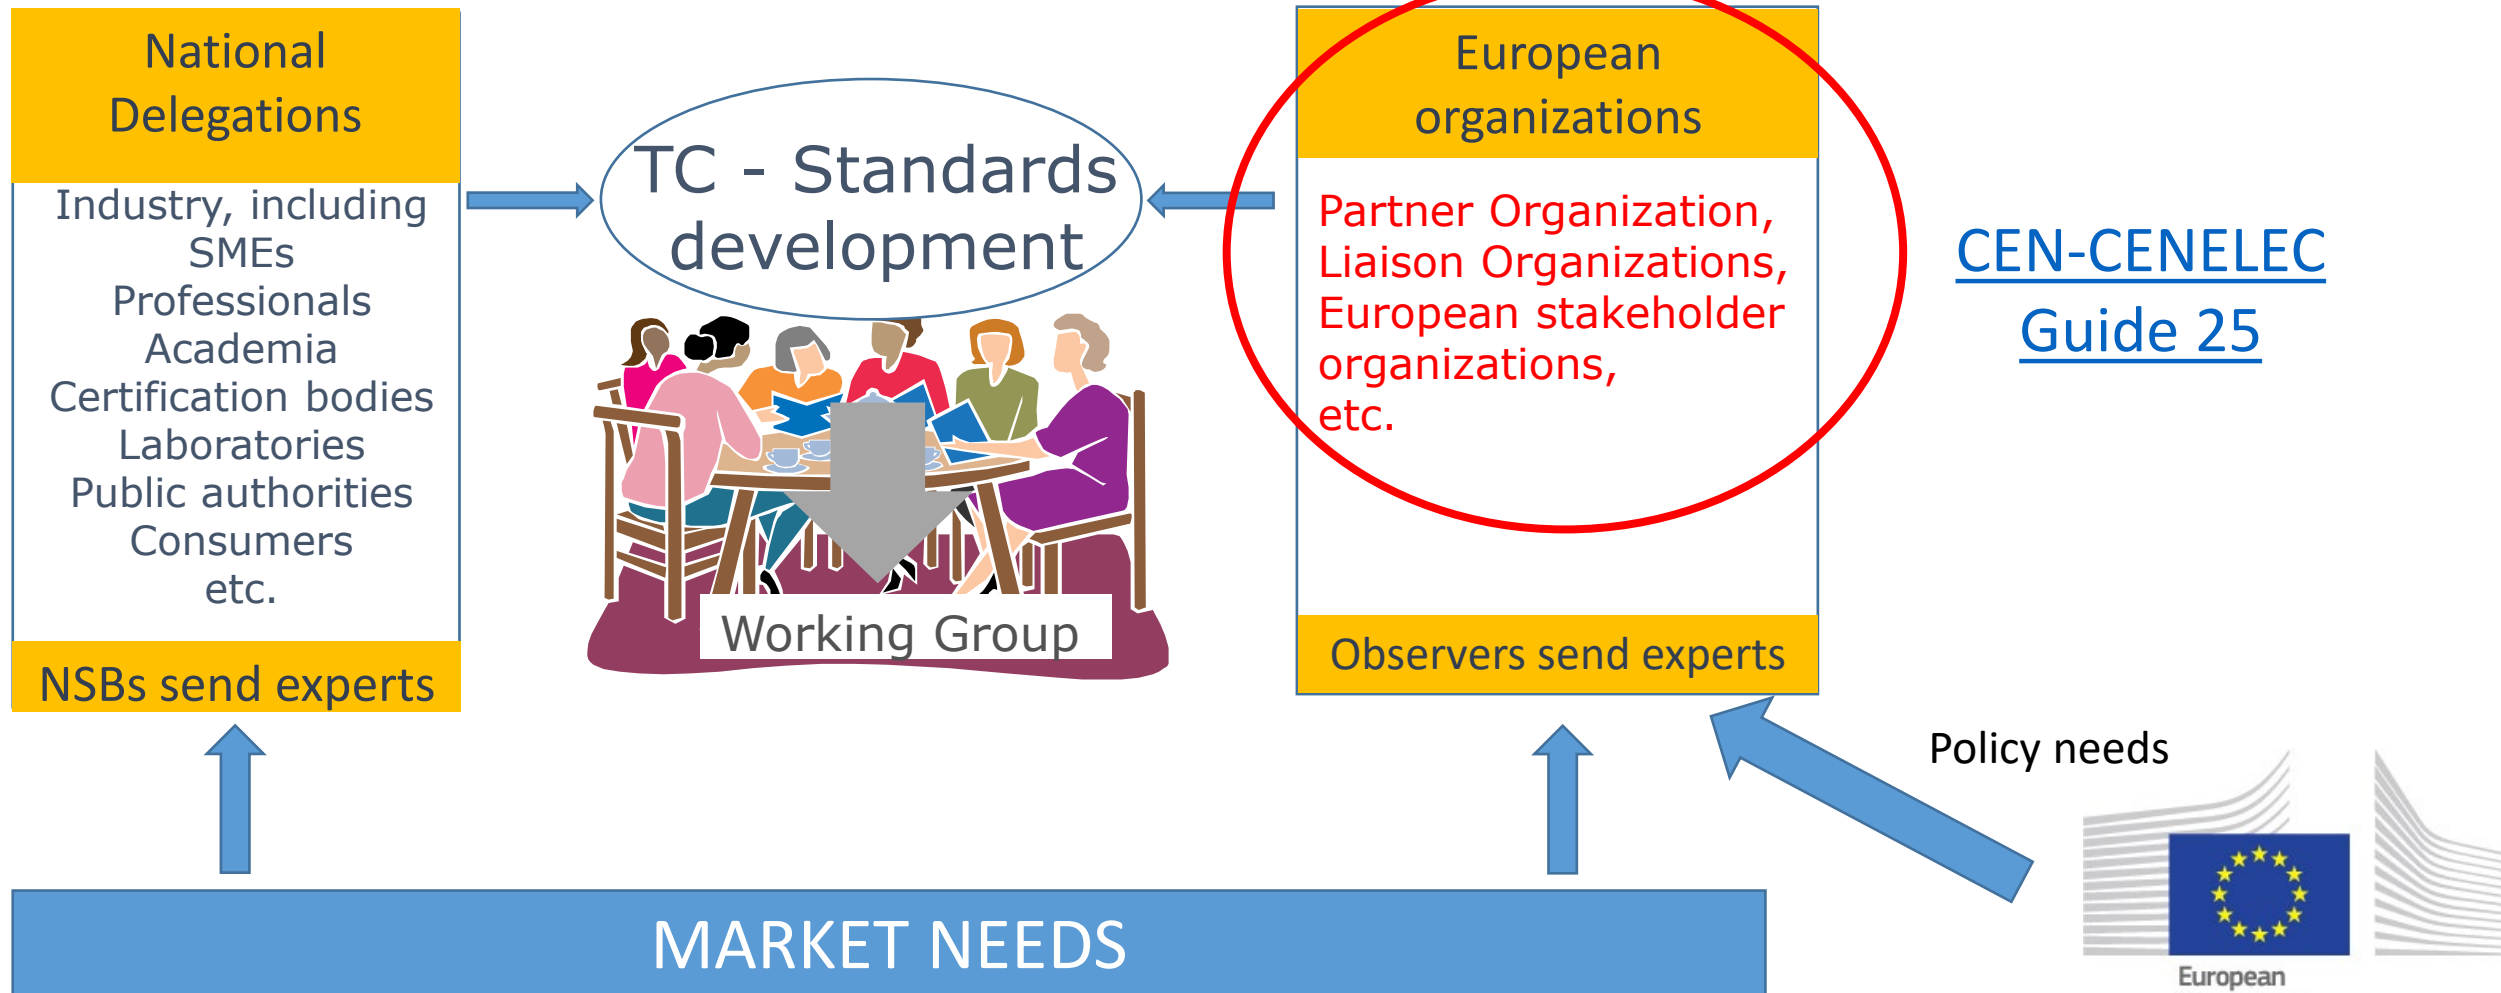 National
Delegations
Industry, including
SMEs
Professionals
Academia
Certification bodies
Laboratories
Public authorities
Consumers
etc.
NSBs send experts
TC - Standards
development
Working Group
European
organizations
Partner Organization,
Liaison Organizations,
European stakeholder
organizations,
etc.
Observers send experts
CEN-CENELEC
Guide 25
Policy needs
European
MARKET NEEDS